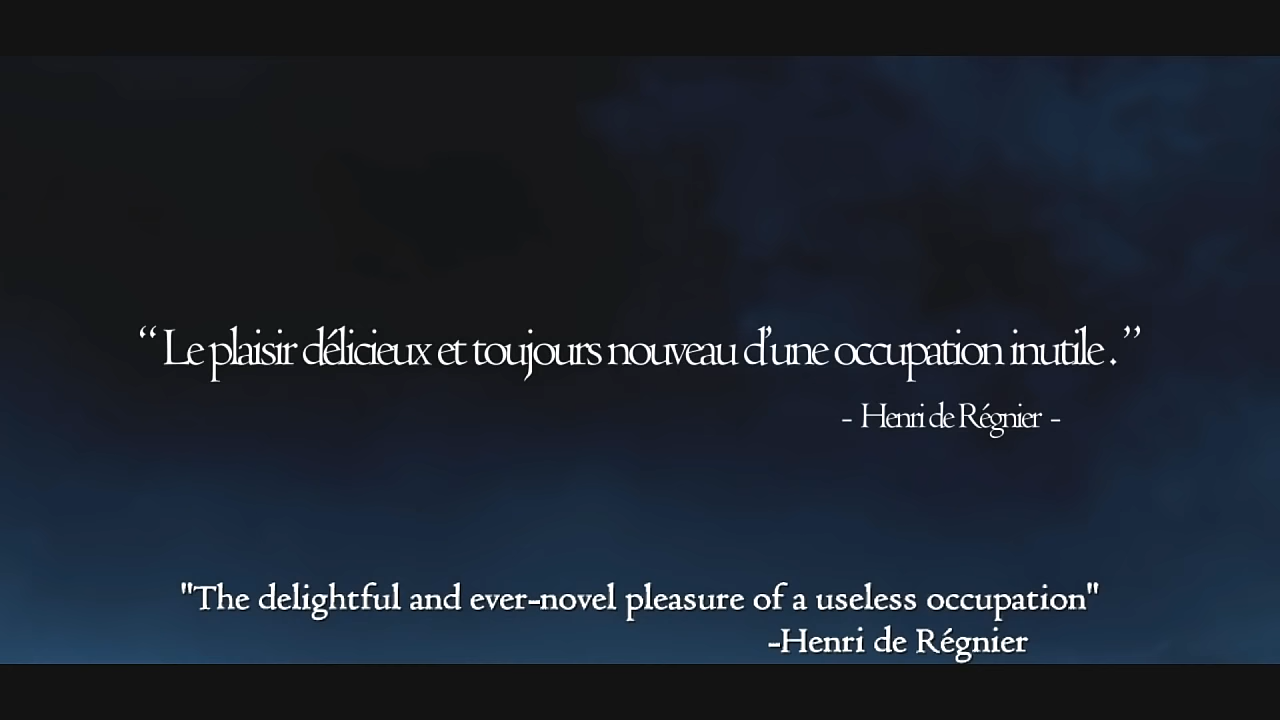 “ Le plaisir délicieux et toujours nouveau d’une occupation inutile . ”
- Henri de Régnier -
"The delightful and ever-novel pleasure of a useless occupation"
-Henri de Régnier